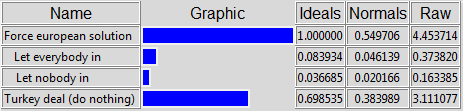 Name Graphic Ideals Normals Raw
Force european solution 1.000000 0.549706 4.453714
Let everybody in 0.083934 0.046139 0.373820
Let nobody in 0.036685 0.020166 0.163385
Turkey deal (do nothing) 0.698535 0.383989 3.111077